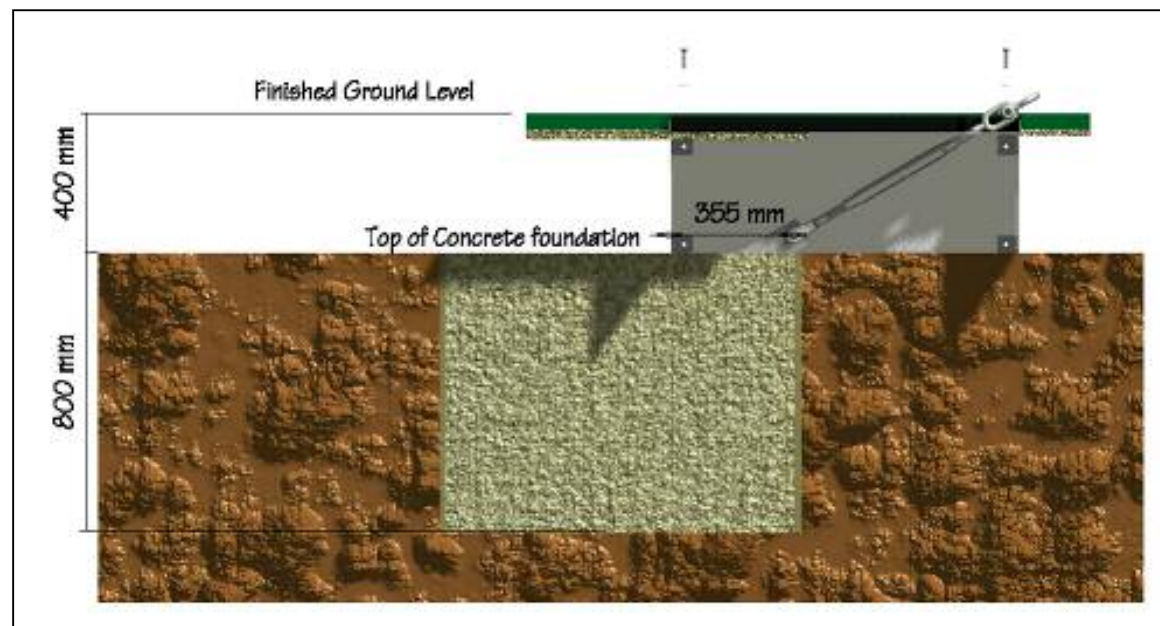 Finished Ground Level
400 mm
355 mm
Top of Concrete foundation
800 mm